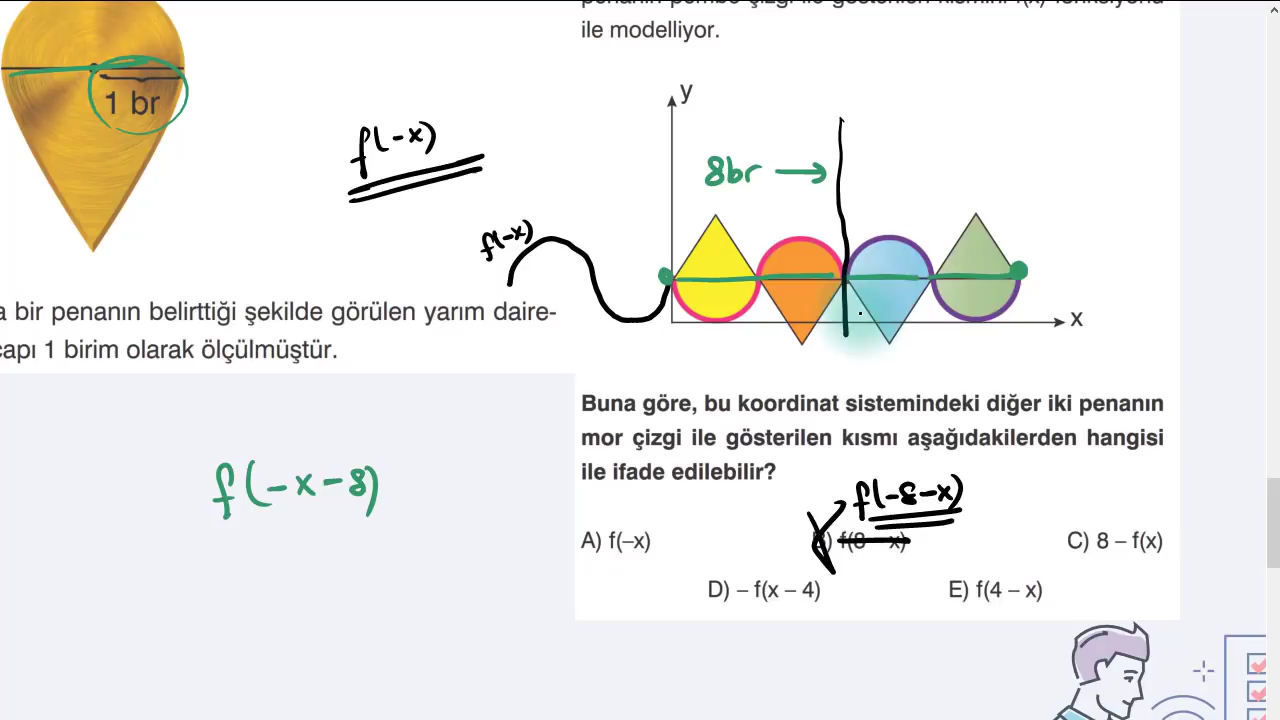 ile modelliyor.
1 br
f(-x)
y
8br →
f(-x)
x
a bir penanın belirttiği şekilde görülen yarım daire-
çapı 1 birim olarak ölçülmüştür.
Buna göre, bu koordinat sistemindeki diğer iki penanın
mor çizgi ile gösterilen kısmı aşağıdakilerden hangisi
ile ifade edilebilir?
f(-x-8)
f(-8-x)
A) f(–x)
B) f(8 – x)
C) 8 – f(x)
D) – f(x – 4)
E) f(4 – x)